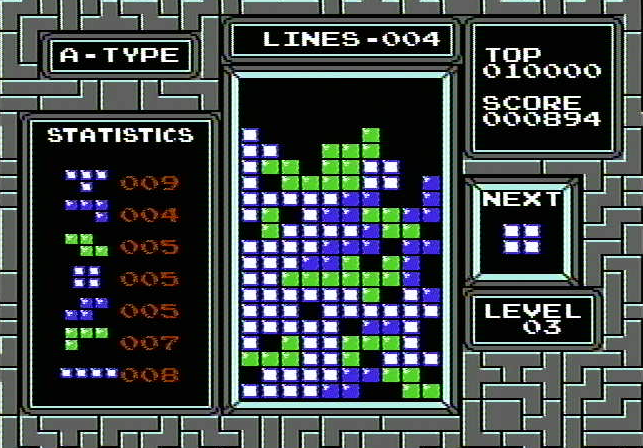 A-TYPE
LINES-004
TOP
010000
SCORE
000894
STATISTICS
009
004
005
005
005
007
008
NEXT
LEVEL
03